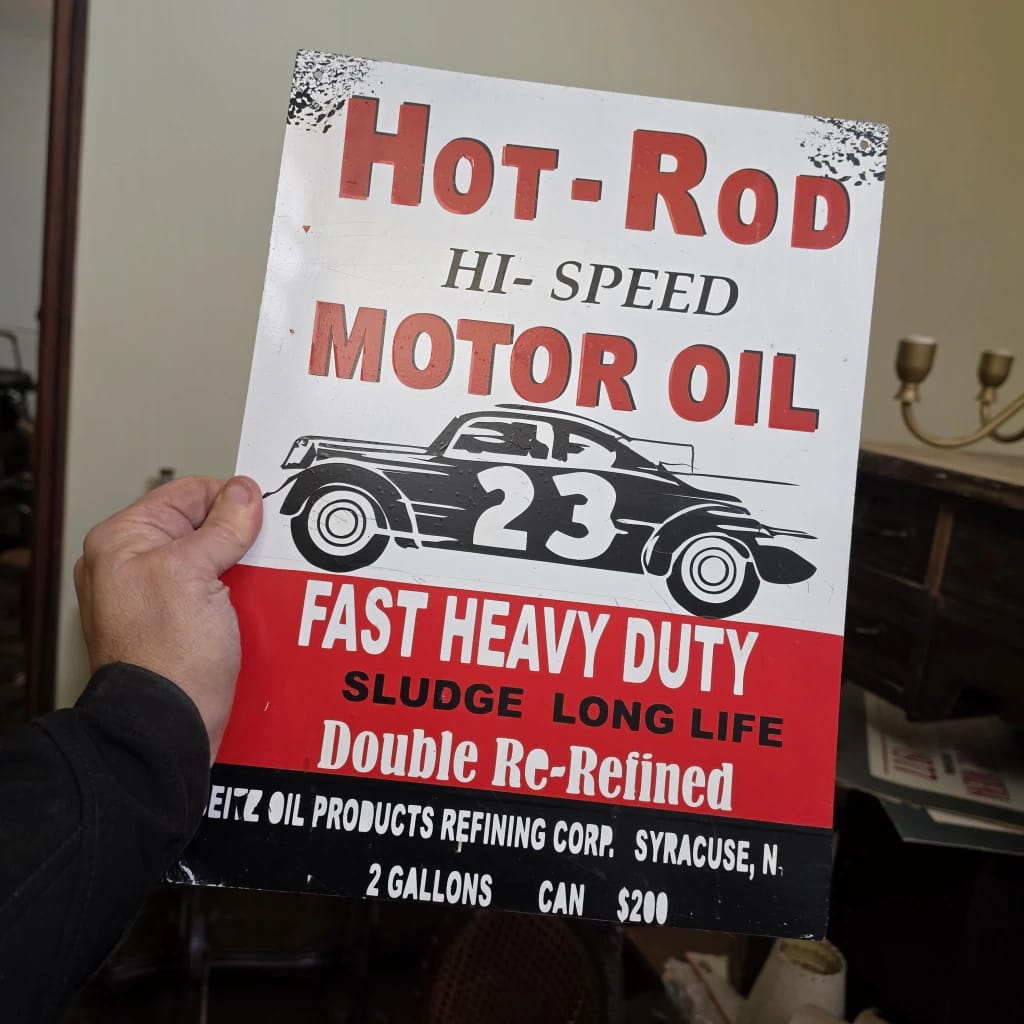 HOT-ROD
HI- SPEED
MOTOR OIL
23
FAST HEAVY DUTY
SLUDGE LONG LIFE
Double Re-Refined
OIL PRODUCTS REFINING CORP. SYRACUSE, N.
2 GALLONS CAN $200